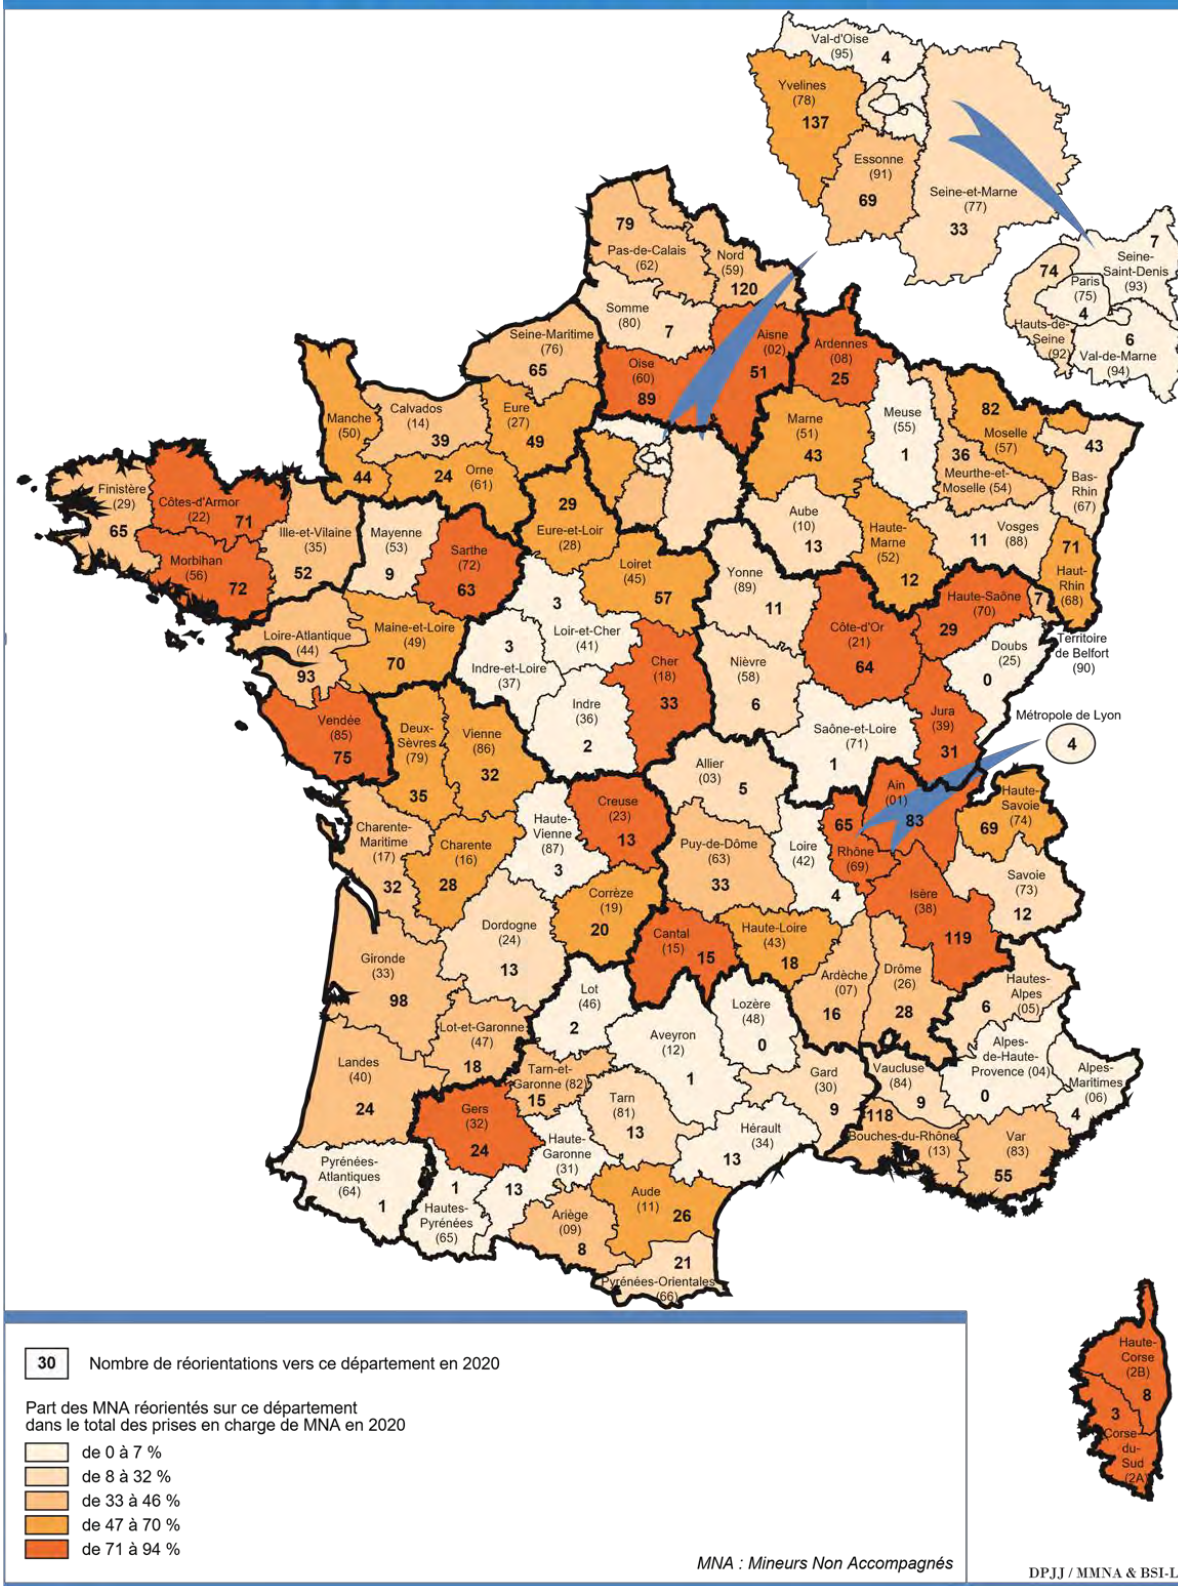 Val-d'Oise
(95)
4
Yvelines
(78)
137
Essonne
(91)
69
Seine-et-Marne
(77)
33
7
Seine-
Saint-Denis
(93)
74
Paris
(75)
4
Hauts-de-
Seine
(92)
6
Val-de-Marne
(94)
79
Pas-de-Calais
(62)
Nord
(59)
120
Somme
(80)
7
Seine-Maritime
(76)
65
Oise
(60)
89
Aisne
(02)
51
Ardennes
(08)
25
Manche
(50)
44
Calvados
(14)
39
Eure
(27)
49
24
Orne
(61)
Marne
(51)
43
Meuse
(55)
1
82
Moselle
(57)
36
Meurthe-et-
Moselle (54)
43
Bas-
Rhin
(67)
Finistère
(29)
65
Côtes-d'Armor
(22)
71
Morbihan
(56)
72
Ille-et-Vilaine
(35)
52
Mayenne
(53)
9
Sarthe
(72)
63
29
Eure-et-Loir
(28)
Loiret
(45)
57
Aube
(10)
13
Haute-
Marne
(52)
12
Vosges
(88)
11
71
Haut-
Rhin
(68)
Yonne
(89)
11
Côte-d'Or
(21)
64
Haute-Saône
(70)
29
7
Territoire
de Belfort
(90)
Doubs
(25)
0
Loire-Atlantique
(44)
93
Maine-et-Loire
(49)
70
3
Loir-et-Cher
(41)
3
Indre-et-Loire
(37)
Cher
(18)
33
Nièvre
(58)
6
Indre
(36)
2
Vendée
(85)
75
Deux-
Sèvres
(79)
35
Vienne
(86)
32
Saône-et-Loire
(71)
1
Jura
(39)
31
Métropole de Lyon
4
Allier
(03)
5
Creuse
(23)
13
Haute-
Vienne
(87)
3
Charente-
Maritime
(17)
32
Charente
(16)
28
Puy-de-Dôme
(63)
33
Loire
(42)
4
65
Rhône
(69)
Ain
(01)
83
Haute-
Savoie
(74)
69
Savoie
(73)
12
Isère
(38)
119
Corrèze
(19)
20
Dordogne
(24)
13
Cantal
(15)
15
Haute-Loire
(43)
18
Ardèche
(07)
16
Drôme
(26)
28
Hautes-
Alpes
(05)
6
Gironde
(33)
98
Lot-et-Garonne
(47)
18
Lot
(46)
2
Aveyron
(12)
1
Lozère
(48)
0
Alpes-
de-Haute-
Provence (04)
0
Alpes-
Maritimes
(06)
4
Landes
(40)
24
Tarn-et-
Garonne (82)
15
Tarn
(81)
13
Gard
(30)
9
Vaucluse
(84)
9
118
Bouches-du-Rhône
(13)
Var
(83)
55
Gers
(32)
24
Haute-
Garonne
(31)
13
Hérault
(34)
13
Pyrénées-
Atlantiques
(64)
1
1
Hautes-
Pyrénées
(65)
Ariège
(09)
8
Aude
(11)
26
21
Pyrénées-Orientales
(66)
Haute-
Corse
(2B)
8
3
Corse-
du-
Sud
(2A)
30 Nombre de réorientations vers ce département en 2020
Part des MNA réorientés sur ce département
dans le total des prises en charge de MNA en 2020
de 0 à 7 %
de 8 à 32 %
de 33 à 46 %
de 47 à 70 %
de 71 à 94 %
MNA : Mineurs Non Accompagnés
DPJJ / MMNA & BSI-L